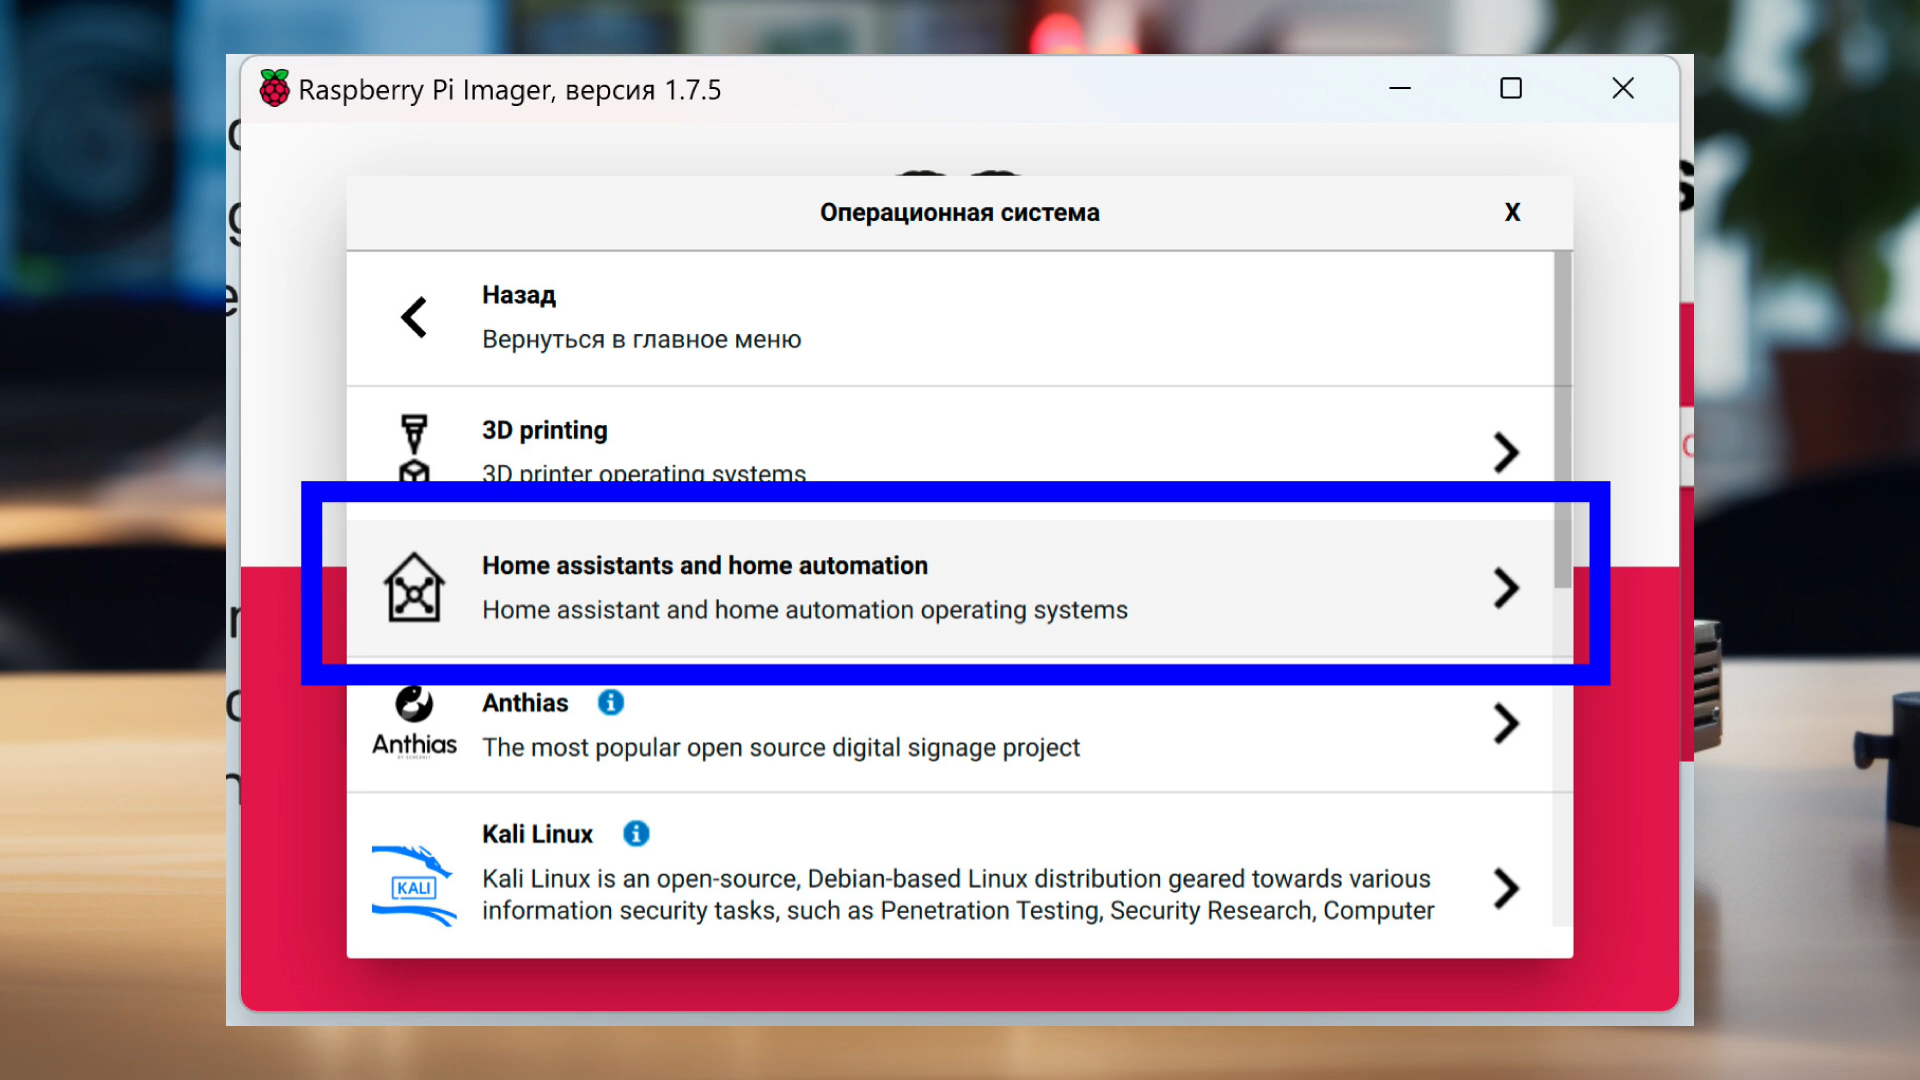 Raspberry Pi Imager, версия 1.7.5
Операционная система
X
Назад
Вернуться в главное меню
3D printing
3D printer operating systems
Home assistants and home automation
Home assistant and home automation operating systems
Anthias
Anthias
The most popular open source digital signage project
Kali Linux
KALI
Kali Linux is an open-source, Debian-based Linux distribution geared towards various
information security tasks, such as Penetration Testing, Security Research, Computer